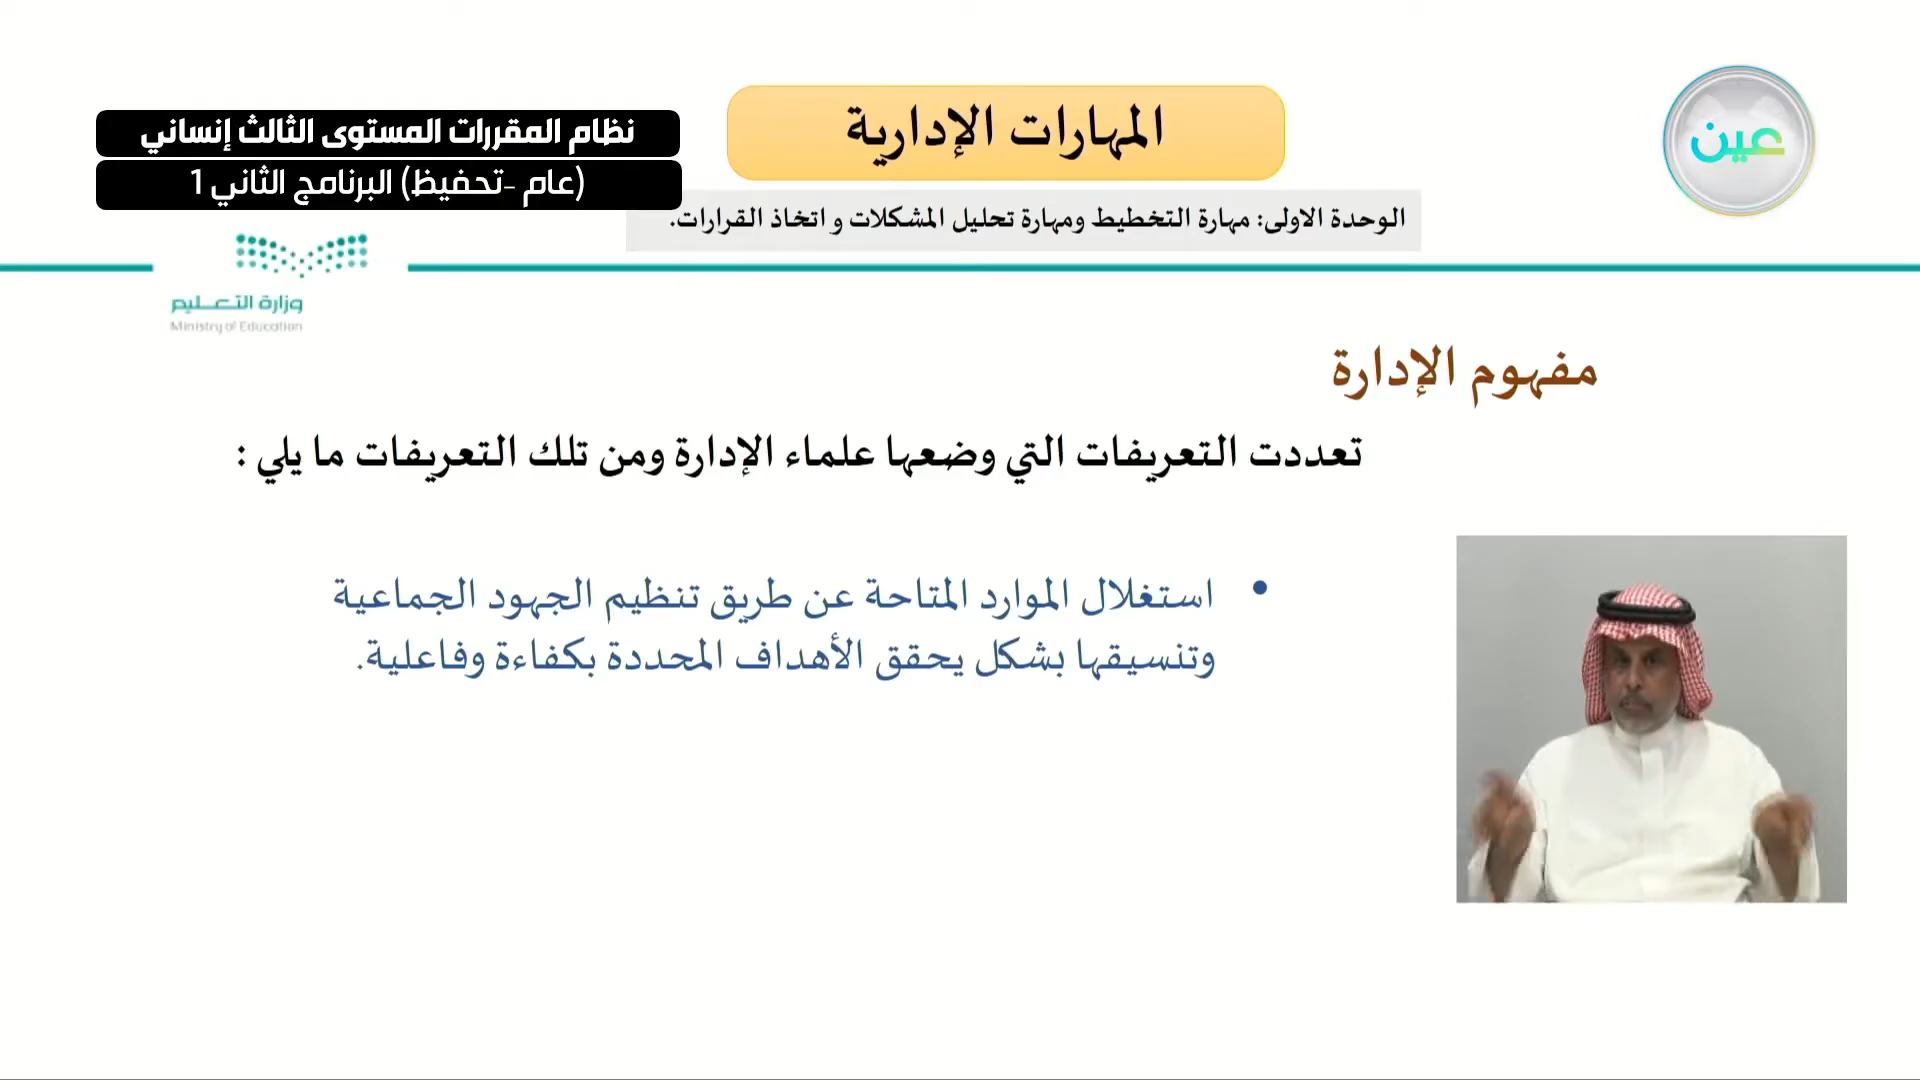 المهارات الإدارية
عين
نظام المقررات المستوى الثالث إنساني
(عام -تحفيظ) البرنامج الثاني 1
الوحدة الاولى: مهارة التخطيط ومهارة تحليل المشكلات و اتخاذ القرارات.
وزارة التعليم
Ministry of Education
مفهوم الإدارة
تعددت التعريفات التي وضعها علماء الإدارة ومن تلك التعريفات ما يلي :
• استغلال الموارد المتاحة عن طريق تنظيم الجهود الجماعية
وتنسيقها بشكل يحقق الأهداف المحددة بكفاءة وفاعلية.